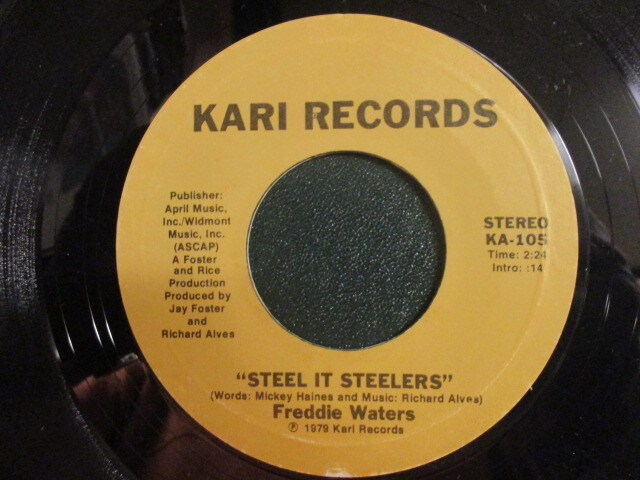 KARI RECORDS
Publisher:
April Music,
Inc./Widmont
Music, Inc.
(ASCAP)
A Foster
and Rice
Production
Produced by
Jay Foster
and
Richard Alves
STEREO
KA-105
Time: 2:24
Intro: :14
"STEEL IT STEELERS"
(Words: Mickey Haines and Music: Richard Alves)
Freddie Waters
℗ 1979 Kari Records